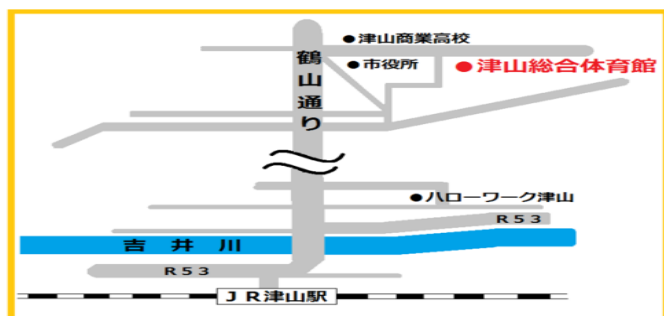 ●津山商業高校
●市役所
●津山総合体育館
鶴山通り
●ハローワーク津山
R53
吉井川
R53
JR津山駅